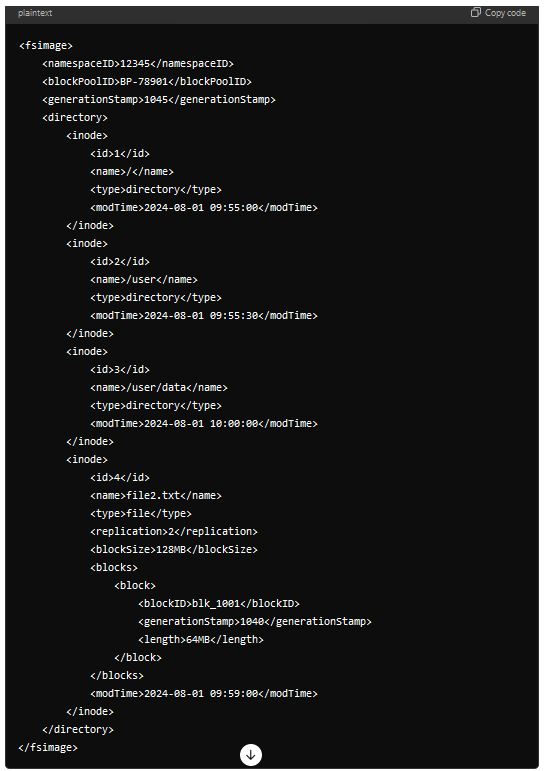 plaintext
Copy code
<fsimage>
    <namespaceID>12345</namespaceID>
    <blockPoolID>BP-78901</blockPoolID>
    <generationStamp>1045</generationStamp>
    <directory>
        <inode>
            <id>1</id>
            <name>/</name>
            <type>directory</type>
            <modTime>2024-08-01 09:55:00</modTime>
        </inode>
        <inode>
            <id>2</id>
            <name>/user</name>
            <type>directory</type>
            <modTime>2024-08-01 09:55:30</modTime>
        </inode>
        <inode>
            <id>3</id>
            <name>/user/data</name>
            <type>directory</type>
            <modTime>2024-08-01 10:00:00</modTime>
        </inode>
        <inode>
            <id>4</id>
            <name>file2.txt</name>
            <type>file</type>
            <replication>2</replication>
            <blockSize>128MB</blockSize>
            <blocks>
                <block>
                    <blockID>blk_1001</blockID>
                    <generationStamp>1040</generationStamp>
                    <length>64MB</length>
                </block>
            </blocks>
            <modTime>2024-08-01 09:59:00</modTime>
        </inode>
    </directory>
</fsimage>